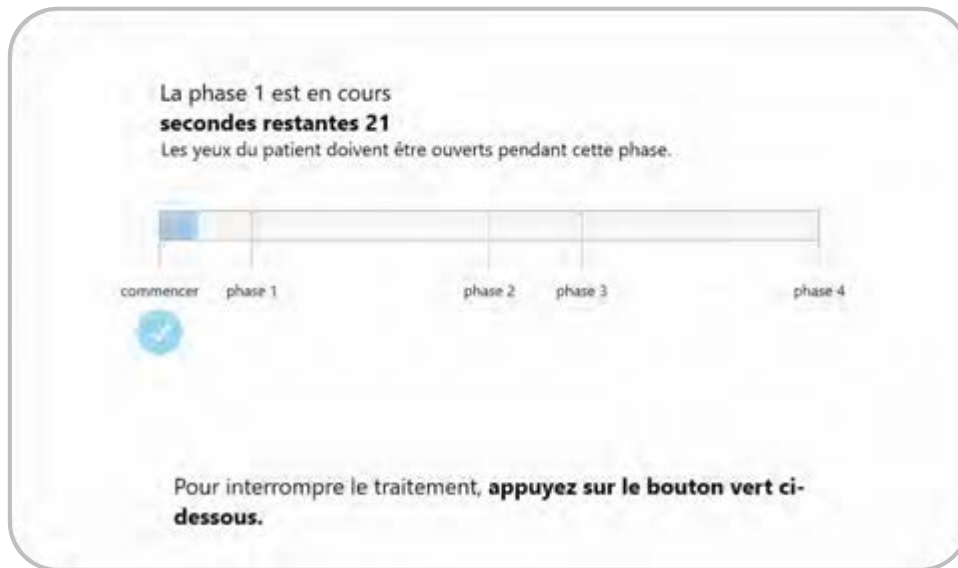 La phase 1 est en cours
secondes restantes 21
Les yeux du patient doivent être ouverts pendant cette phase.
commencer phase 1 phase 2 phase 3 phase 4
Pour interrompre le traitement, appuyez sur le bouton vert ci-
dessous.